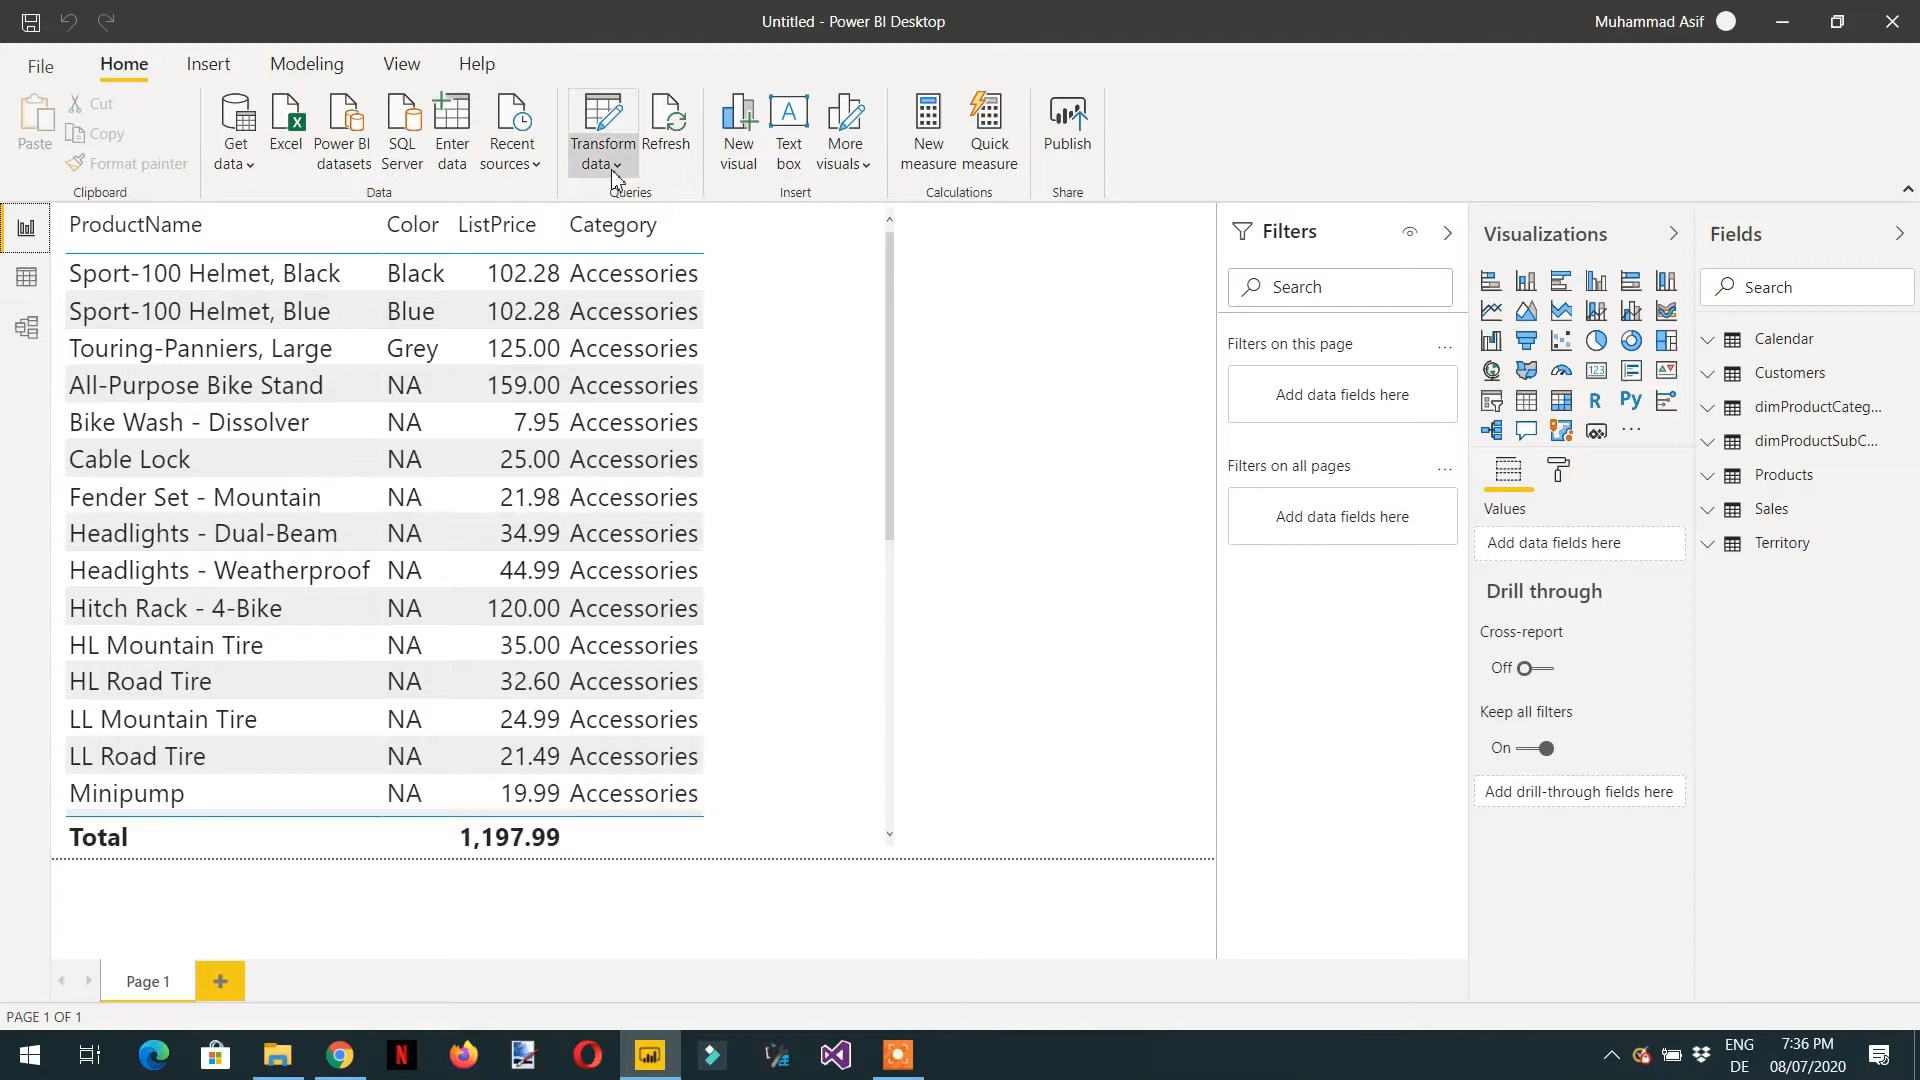 Untitled - Power BI Desktop
Muhammad Asif
File
Home
Insert
Modeling
View
Help
Paste
Cut
Copy
Format painter
Clipboard
Get data
Excel
Power BI datasets
SQL Server
Enter data
Recent sources
Data
Transform data
Refresh
Queries
New visual
Text box
More visuals
Insert
New measure
Quick measure
Calculations
Publish
Share
ProductName Color ListPrice Category
Sport-100 Helmet, Black Black 102.28 Accessories
Sport-100 Helmet, Blue Blue 102.28 Accessories
Touring-Panniers, Large Grey 125.00 Accessories
All-Purpose Bike Stand NA 159.00 Accessories
Bike Wash - Dissolver NA 7.95 Accessories
Cable Lock NA 25.00 Accessories
Fender Set - Mountain NA 21.98 Accessories
Headlights - Dual-Beam NA 34.99 Accessories
Headlights - Weatherproof NA 44.99 Accessories
Hitch Rack - 4-Bike NA 120.00 Accessories
HL Mountain Tire NA 35.00 Accessories
HL Road Tire NA 32.60 Accessories
LL Mountain Tire NA 24.99 Accessories
LL Road Tire NA 21.49 Accessories
Minipump NA 19.99 Accessories
Total 1,197.99
Filters
Search
Filters on this page ...
Add data fields here
Filters on all pages ...
Add data fields here
Visualizations
123
R
Py
...
Values
Add data fields here
Drill through
Cross-report
Off
Keep all filters
On
Add drill-through fields here
Fields
Search
Calendar
Customers
dimProductCateg...
dimProductSubC...
Products
Sales
Territory
Page 1
PAGE 1 OF 1
ENG
DE
7:36 PM
08/07/2020